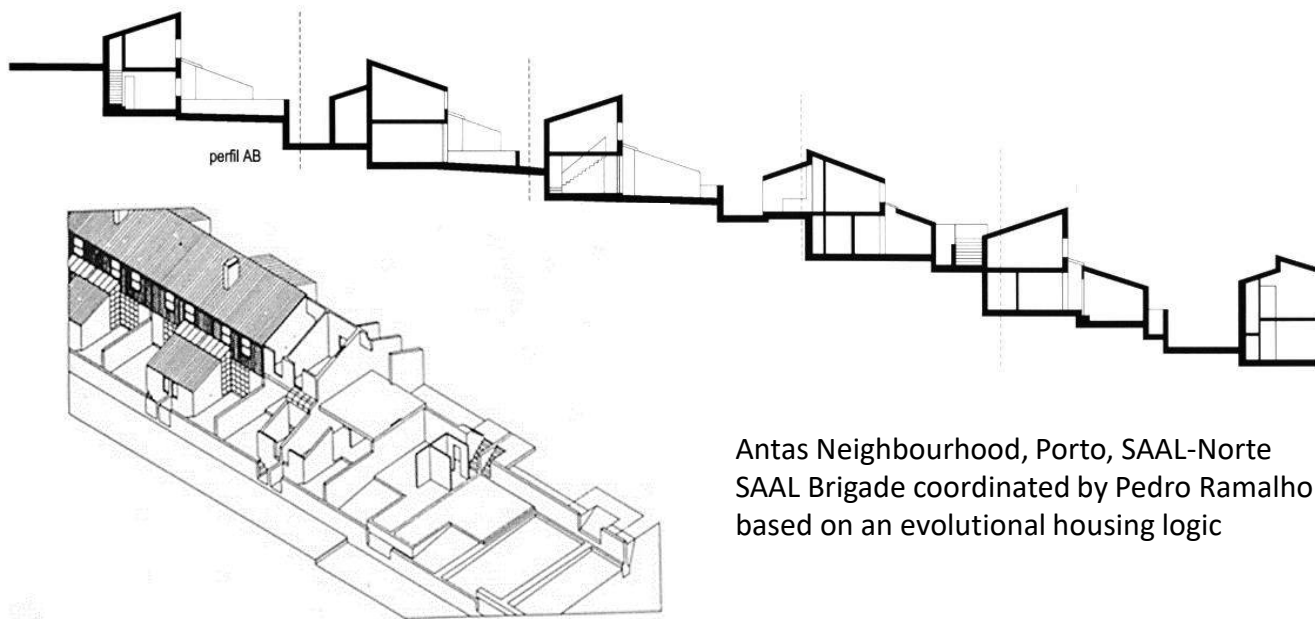 perfil AB
Antas Neighbourhood, Porto, SAAL-Norte
SAAL Brigade coordinated by Pedro Ramalho
based on an evolutional housing logic